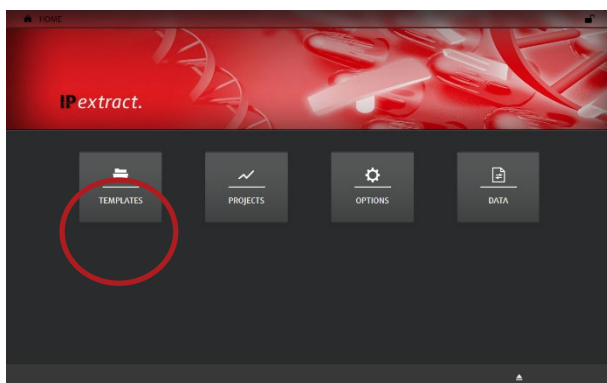 HOME
IPextract.
TEMPLATES
PROJECTS
OPTIONS
DATA